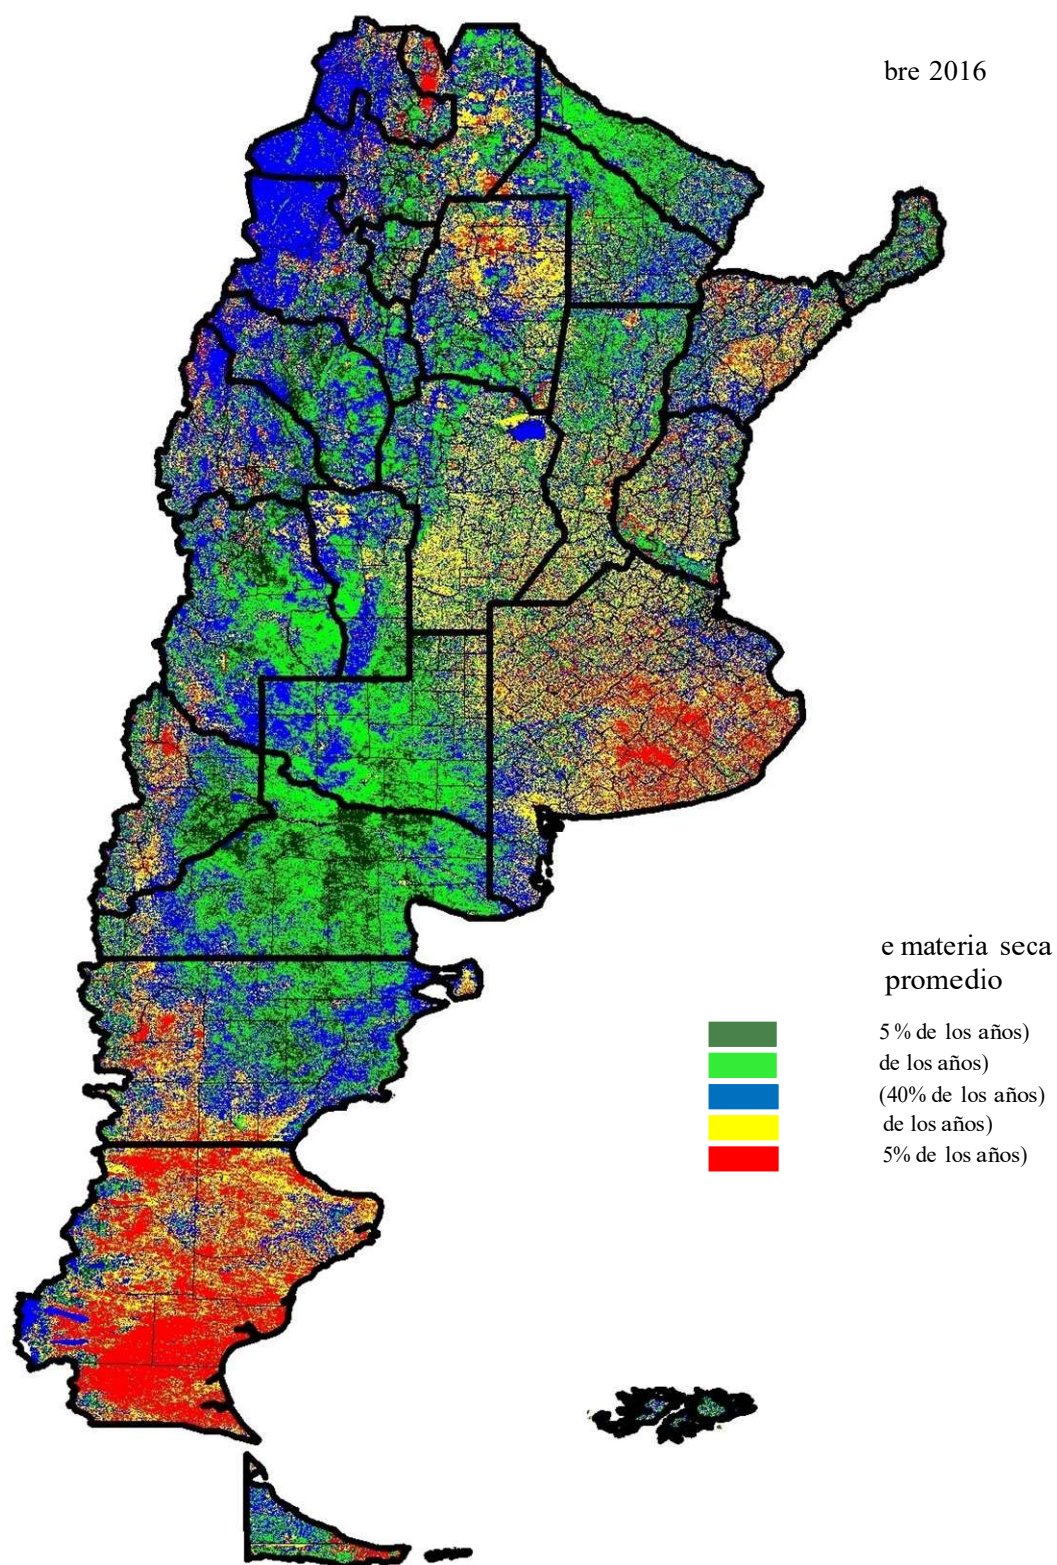 bre 2016
e materia seca
promedio
5% de los años)
de los años)
(40% de los años)
de los años)
5% de los años)